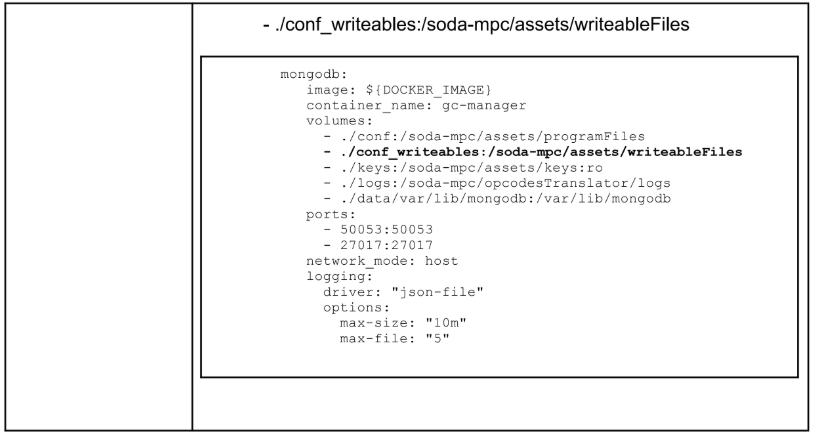 - ./conf_writeables:/soda-mpc/assets/writeableFiles
mongodb:
image: ${DOCKER_IMAGE}
container_name: gc-manager
volumes:
- ./conf:/soda-mpc/assets/programFiles
- ./conf_writeables:/soda-mpc/assets/writeableFiles
- ./keys:/soda-mpc/assets/keys:ro
- ./logs:/soda-mpc/opcodesTranslator/logs
- ./data/var/lib/mongodb:/var/lib/mongodb
ports:
- 50053:50053
- 27017:27017
network_mode: host
logging:
driver: "json-file"
options:
max-size: "10m"
max-file: "5"